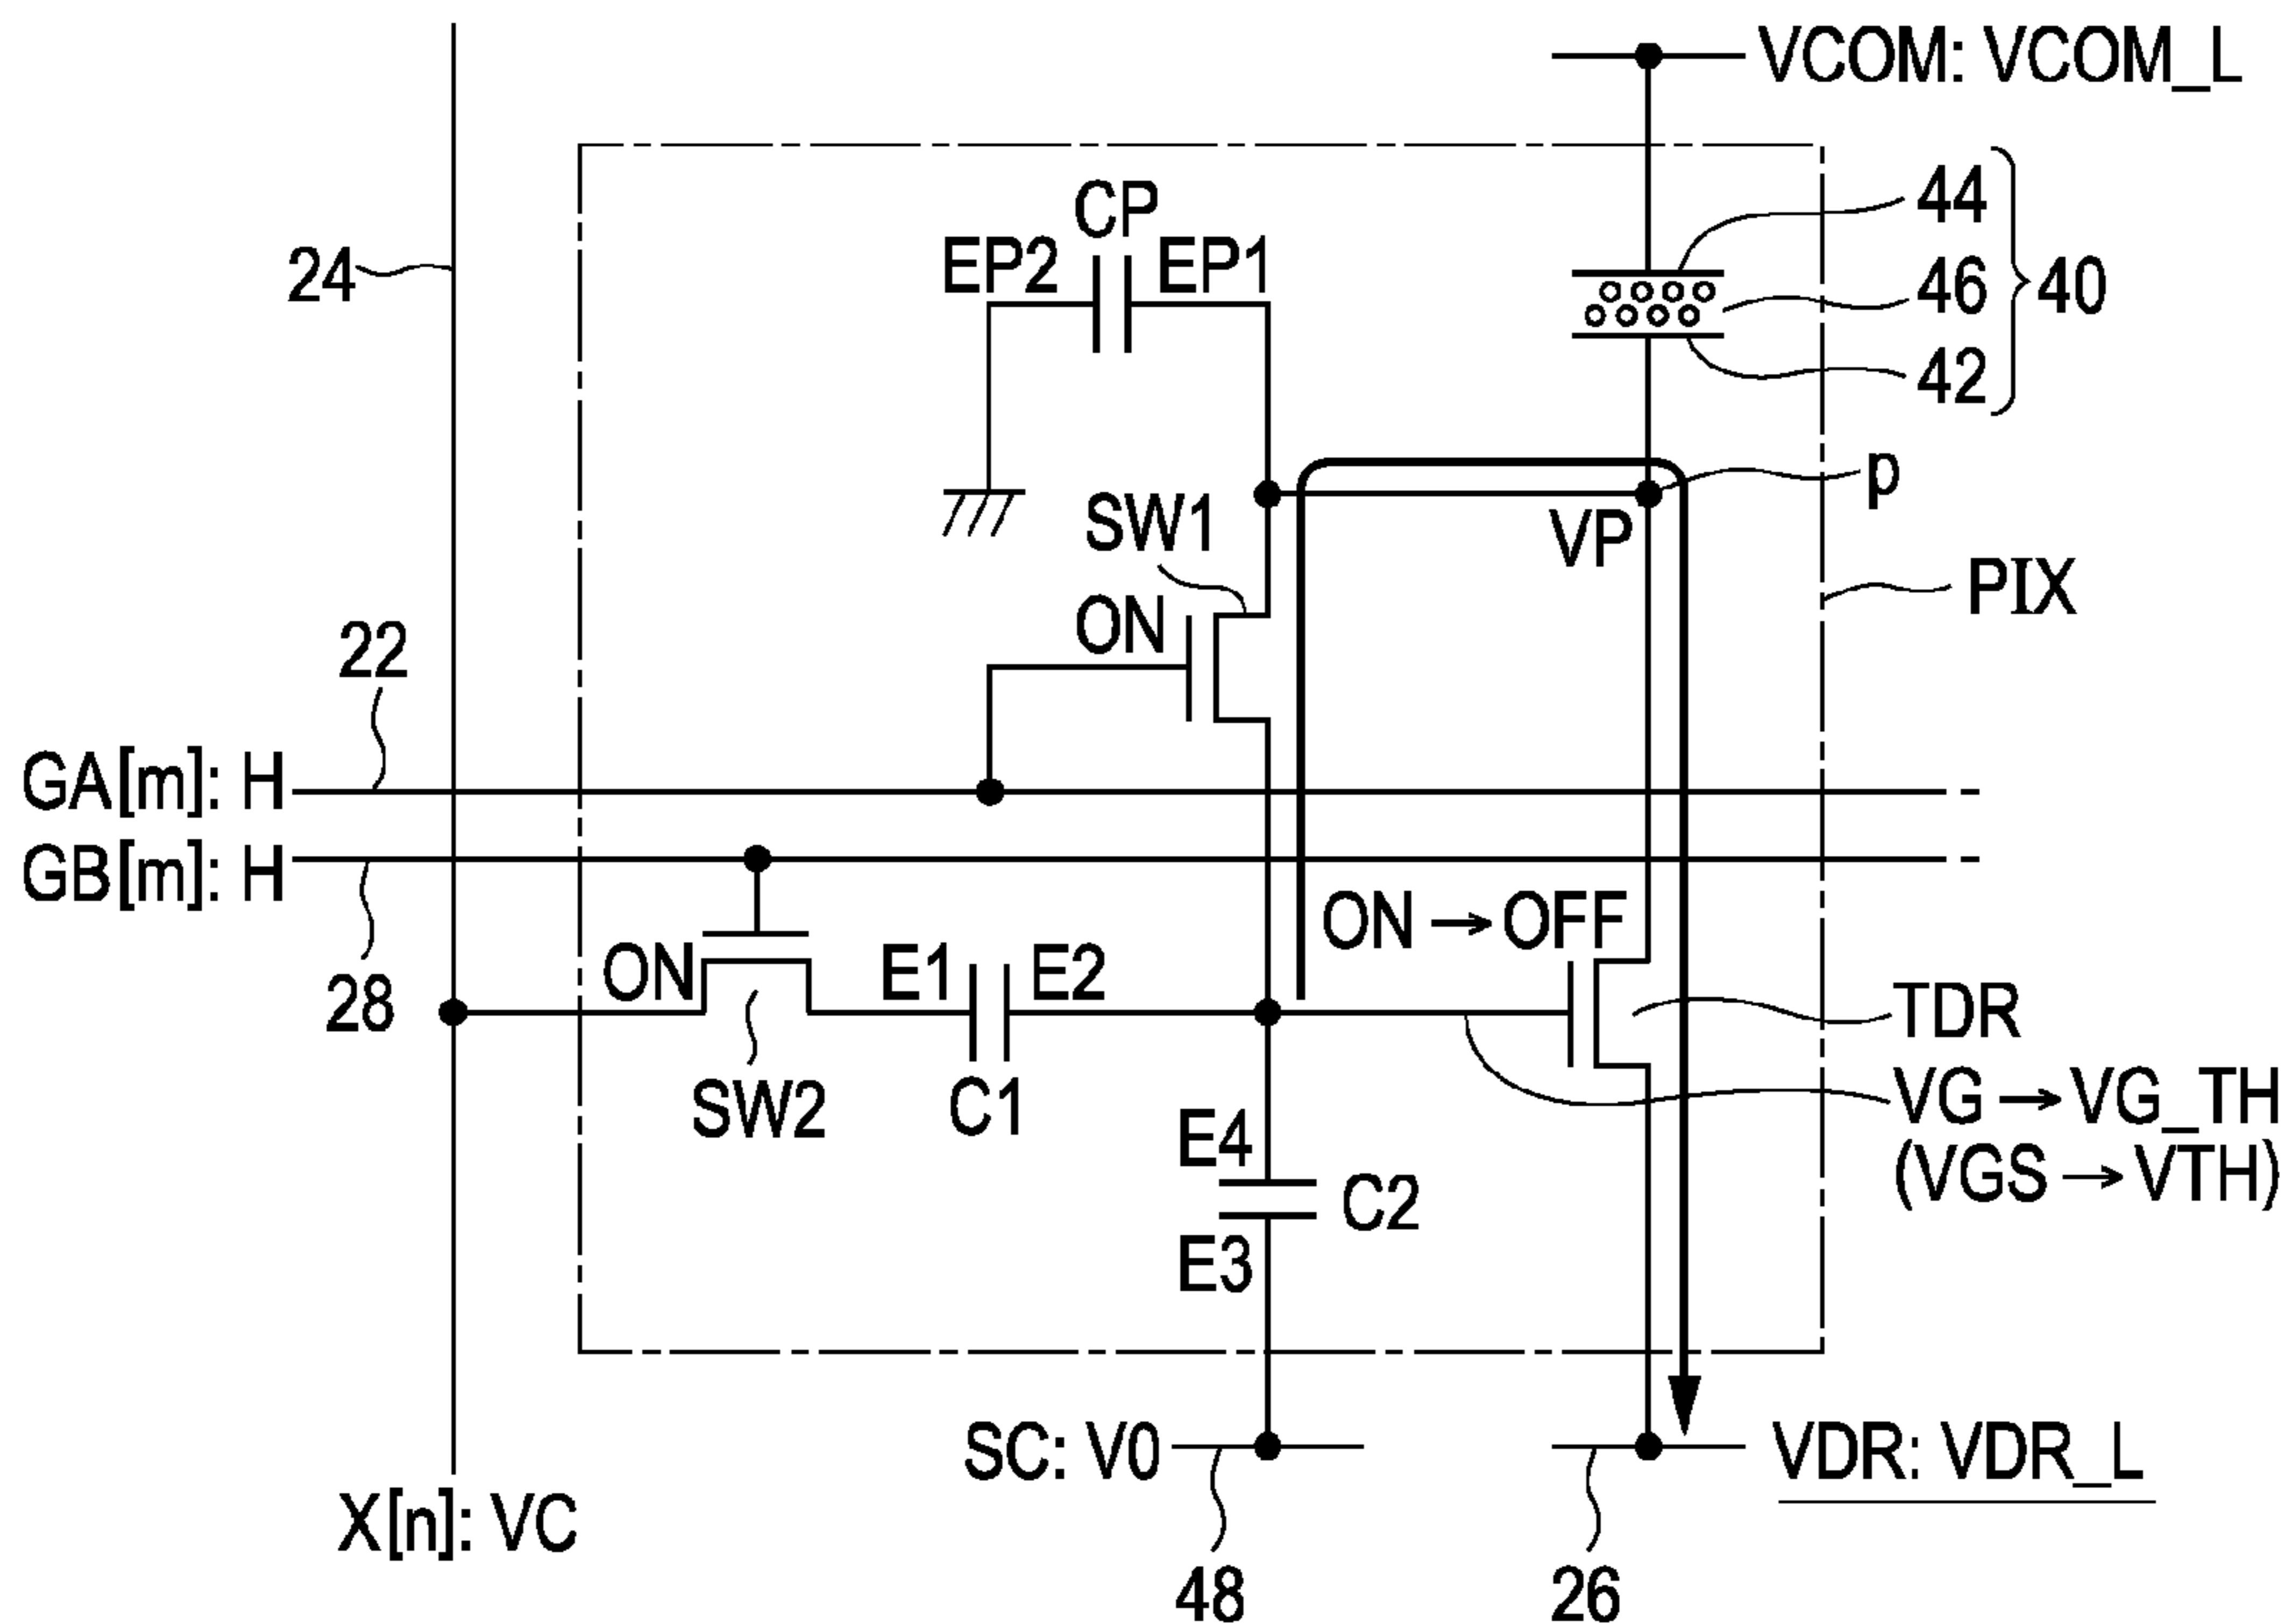 VCOM: VCOM_L
44
CP
24
EP2
EP1
46
40
42
p
SW1
VP
PIX
ON
22
GA[m]: H
GB[m]: H
ON → OFF
ON
E1
E2
28
TDR
SW2
C1
VG → VG_TH
E4
(VGS → VTH)
C2
E3
SC: V0
VDR: VDR_L
X[n]: VC
48
26